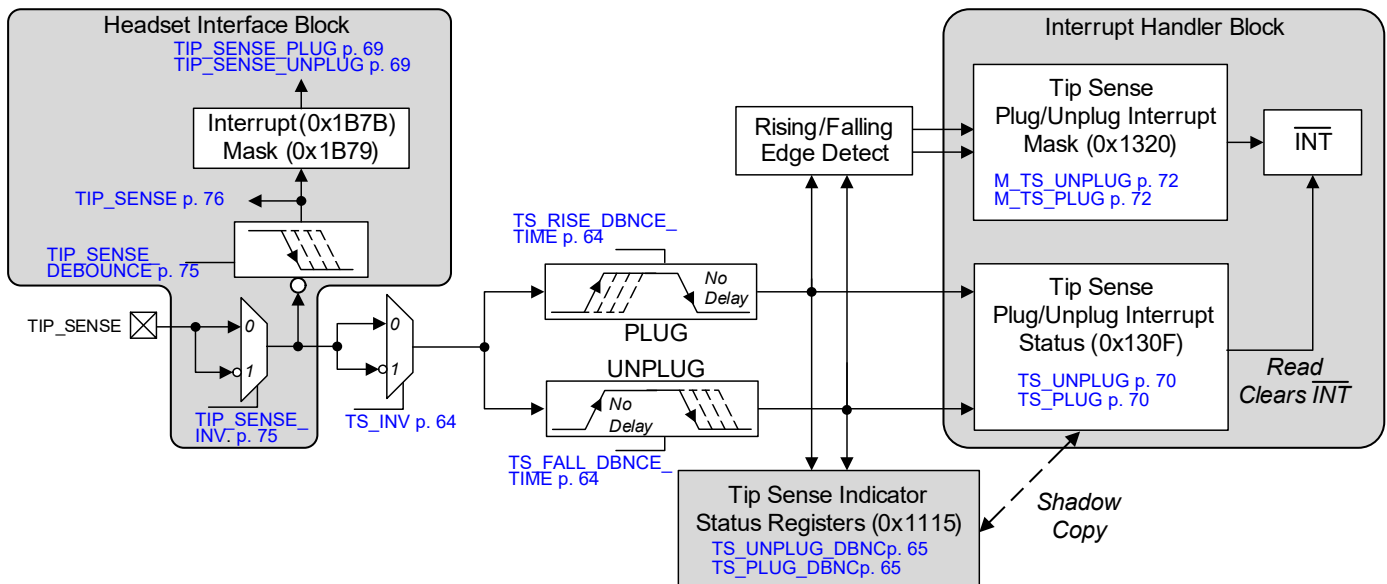 Headset Interface Block
TIP_SENSE_PLUG p. 69
TIP_SENSE_UNPLUG p. 69
Interrupt (0x1B7B)
Mask (0x1B79)
TIP_SENSE p. 76
TIP_SENSE_
DEBOUNCE p. 75
TIP_SENSE
0
1
TIP_SENSE_
INV. p. 75
0
1
TS_INV p. 64
TS_RISE_DBNCE_
TIME p. 64
No
Delay
PLUG
UNPLUG
No
Delay
TS_FALL_DBNCE_
TIME p. 64
Rising/Falling
Edge Detect
Tip Sense Indicator
Status Registers (0x1115)
TS_UNPLUG_DBNCp. 65
TS_PLUG_DBNCp. 65
Shadow
Copy
Interrupt Handler Block
Tip Sense
Plug/Unplug Interrupt
Mask (0x1320)
M_TS_UNPLUG p. 72
M_TS_PLUG p. 72
INT
Tip Sense
Plug/Unplug Interrupt
Status (0x130F)
TS_UNPLUG p. 70
TS_PLUG p. 70
Read
Clears INT